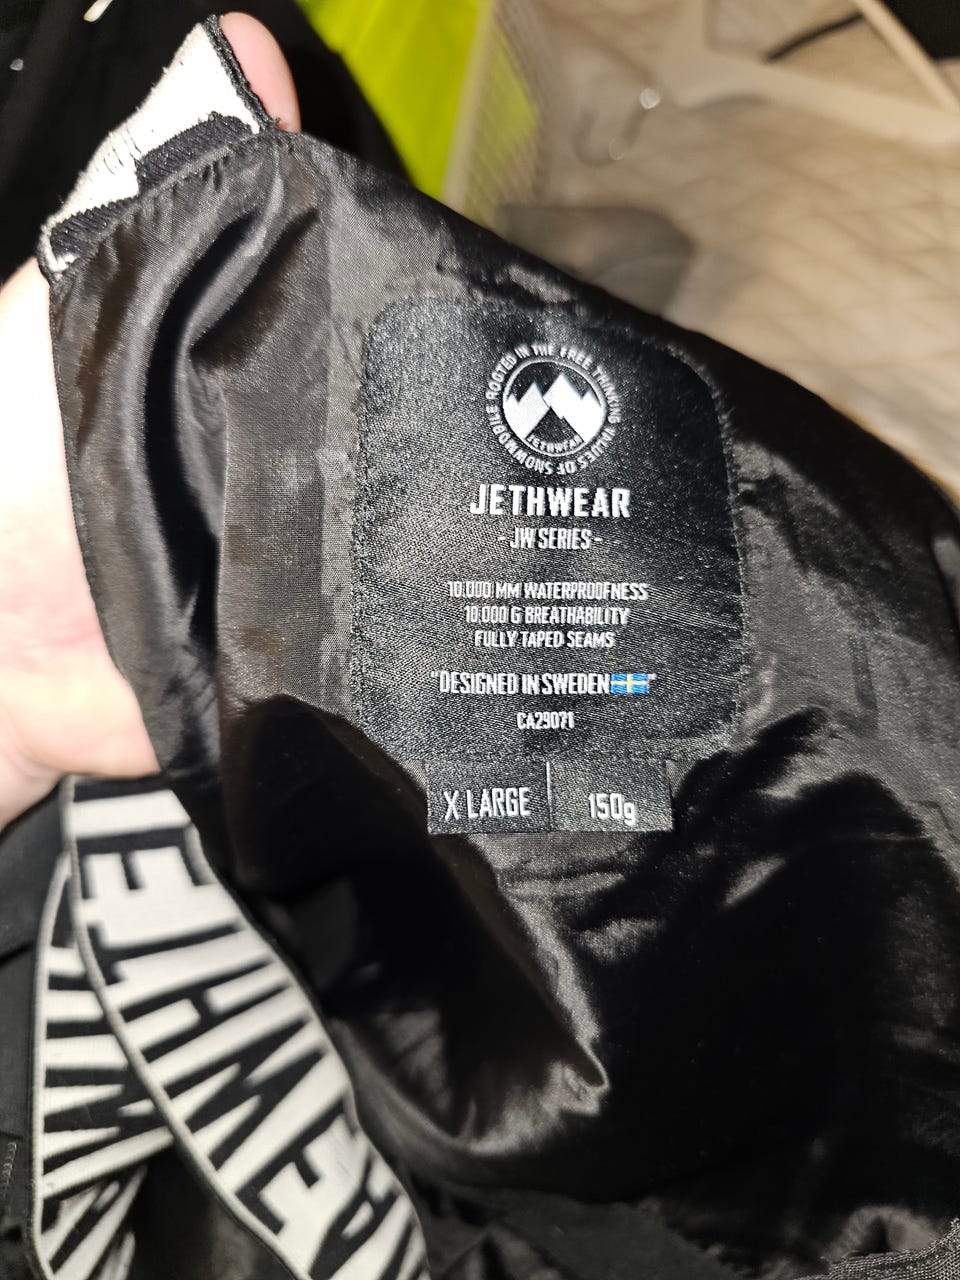 ROOTED IN THE FREE THINKING VALUES OF SNOWMOBILE
JETHWEAR
JETHWEAR
- JW SERIES -
10.000 MM WATERPROOFNESS
10.000 G BREATHABILITY
FULLY TAPED SEAMS
"DESIGNED IN SWEDEN"
CA29071
X LARGE
150g
JETHWEAR